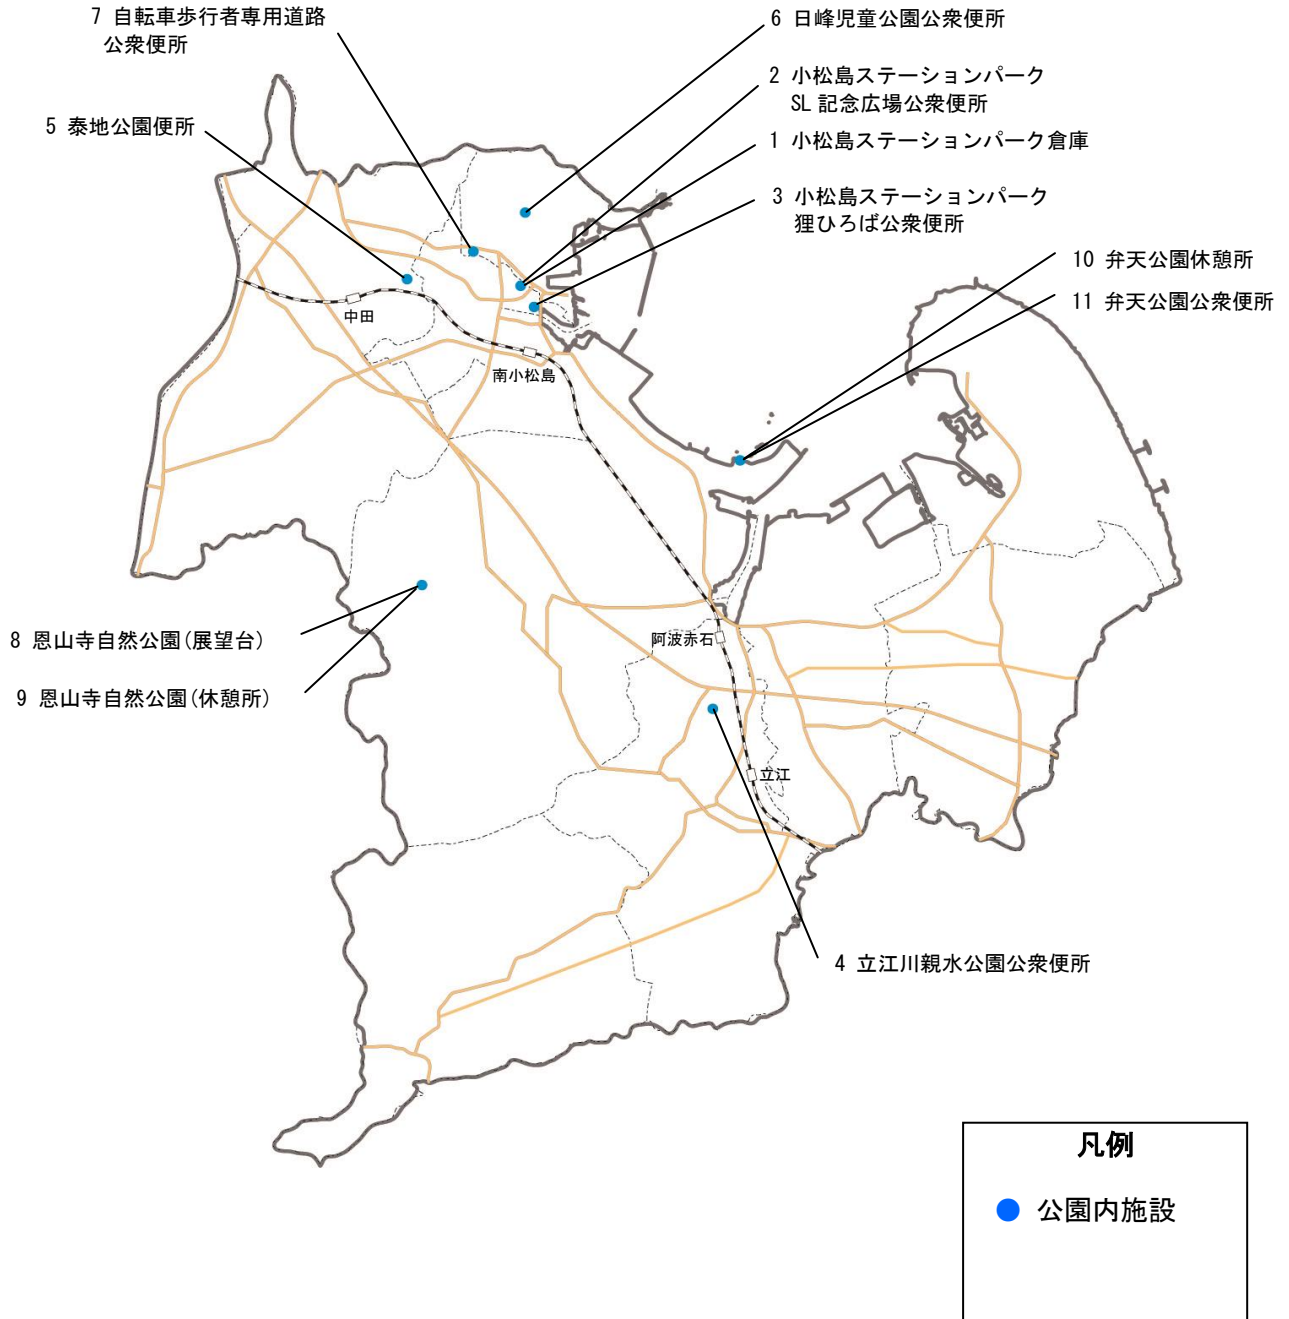 7 自転車歩行者専用道路
公衆便所
6 日峰児童公園公衆便所
2 小松島ステーションパーク
SL 記念広場公衆便所
5 泰地公園便所
1 小松島ステーションパーク倉庫
3 小松島ステーションパーク
狸ひろば公衆便所
10 弁天公園休憩所
11 弁天公園公衆便所
中田
南小松島
8 恩山寺自然公園(展望台)
阿波赤石
9 恩山寺自然公園(休憩所)
立江
4 立江川親水公園公衆便所
凡例
公園内施設